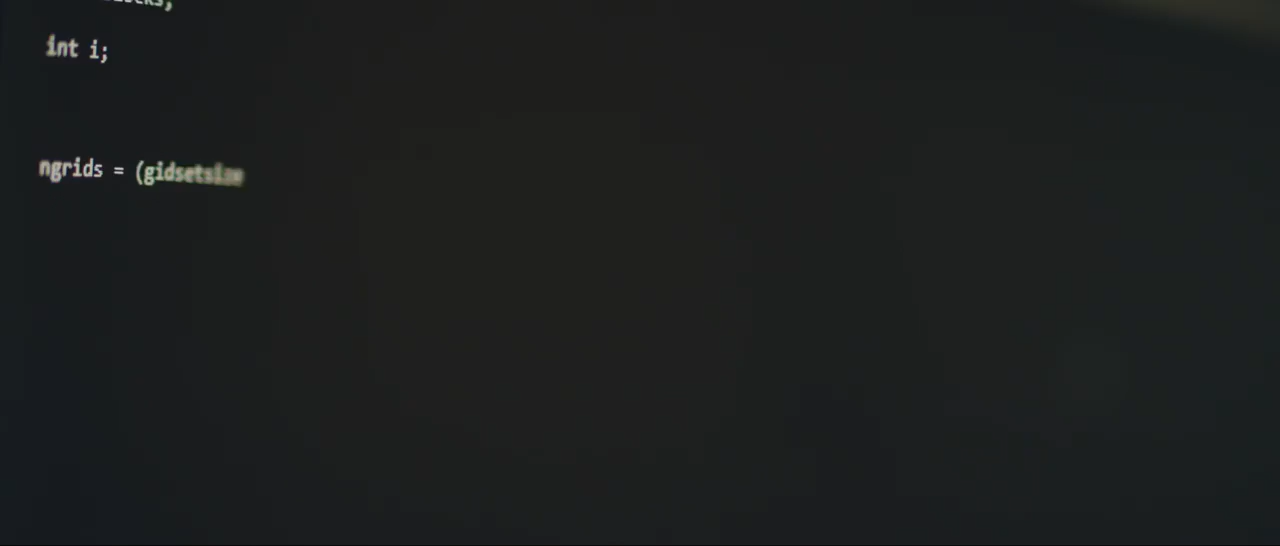 int i;
ngrids = (gidsetsize